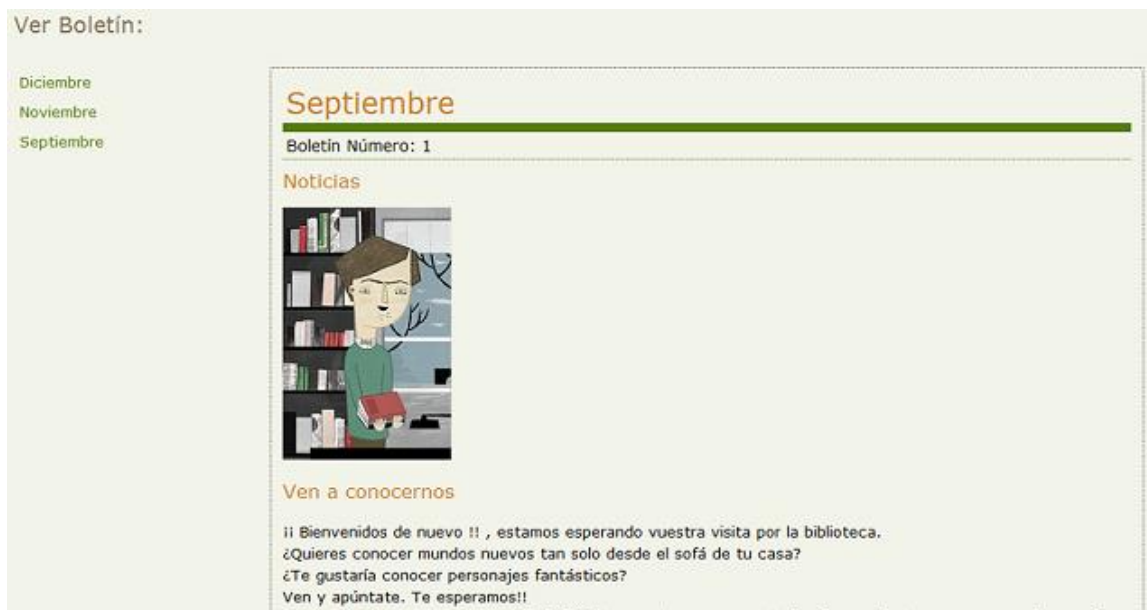 Ver Boletín:
Diciembre
Noviembre
Septiembre
Septiembre
Boletín Número: 1
Noticias
Ven a conocernos
¡¡ Bienvenidos de nuevo !! , estamos esperando vuestra visita por la biblioteca.
¿Quieres conocer mundos nuevos tan solo desde el sofá de tu casa?
¿Te gustaría conocer personajes fantásticos?
Ven y apúntate. Te esperamos!!